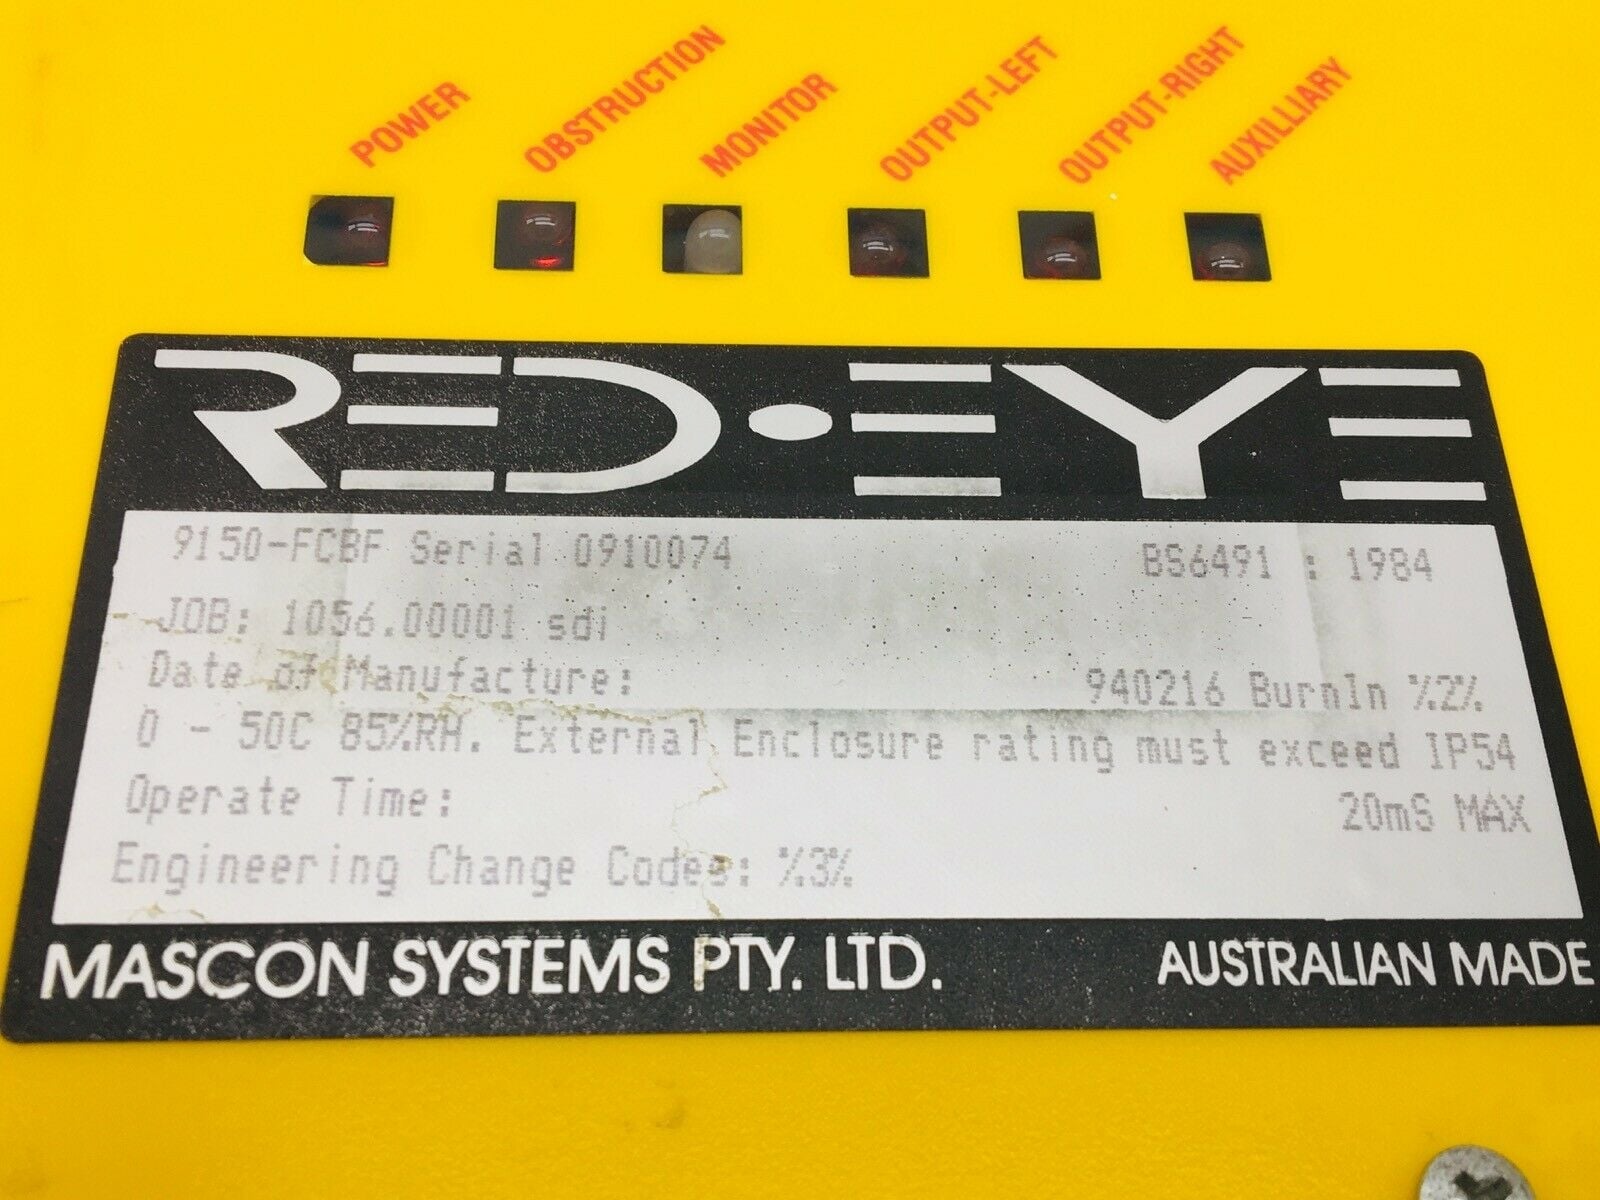 POWER
OBSTRUCTION
MONITOR
OUTPUT-LEFT
OUTPUT-RIGHT
AUXILLIARY
RED•EYE
9150-FCBF Serial 0910074 BS6491 : 1984
JOB: 1056.00001 sdi
Date of Manufacture: 940216 BurnIn %2%
0 - 50C 85%RH. External Enclosure rating must exceed IP54
Operate Time: 20mS MAX
Engineering Change Codes: %3%
MASCON SYSTEMS PTY. LTD. AUSTRALIAN MADE